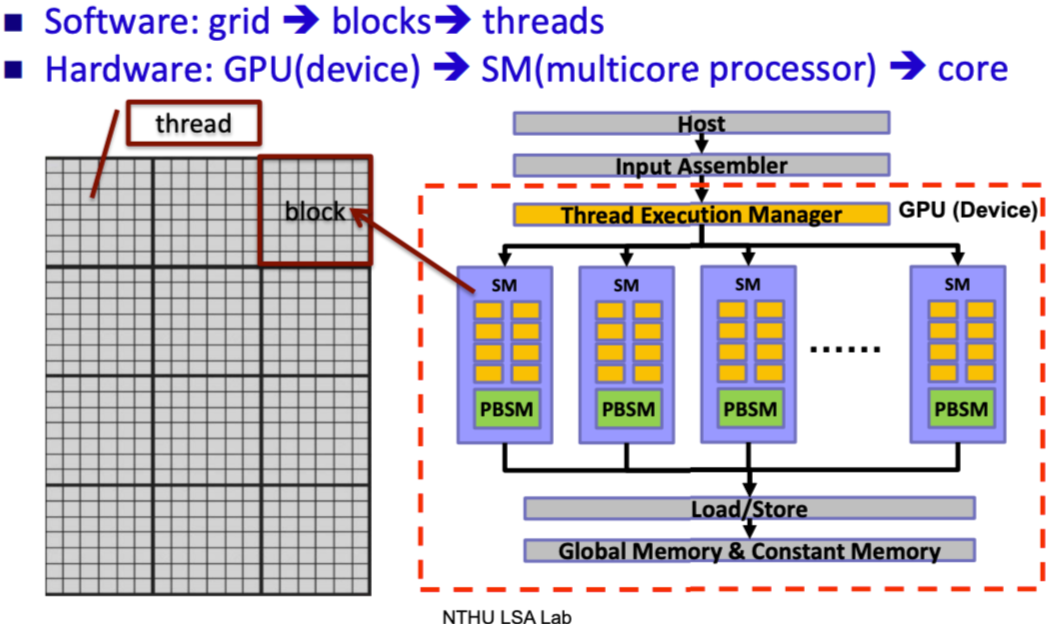 ■ Software: grid ➔ blocks➔ threads
■ Hardware: GPU(device) ➔ SM(multicore processor) ➔ core
thread
block
Host
Input Assembler
Thread Execution Manager
GPU (Device)
SM
SM
SM
SM
......
PBSM
PBSM
PBSM
PBSM
Load/Store
Global Memory & Constant Memory
NTHU LSA Lab